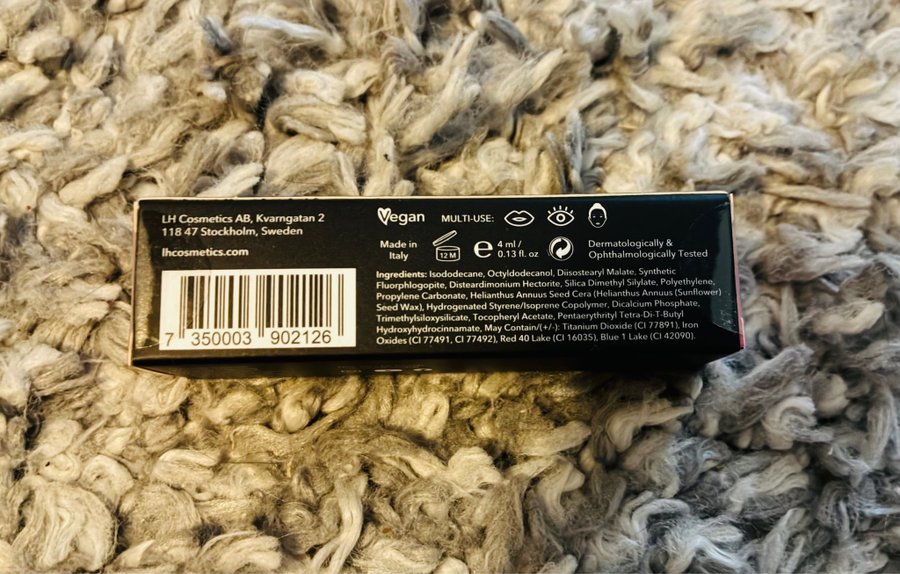 LH Cosmetics AB, Kvarngatan 2
118 47 Stockholm, Sweden
lhcosmetics.com
7 350003 902126
Vegan MULTI-USE:
Made in
Italy
12 M
e 4 ml /
0.13 fl. oz
Dermatologically &
Ophthalmologically Tested
Ingredients: Isododecane, Octyldodecanol, Diisostearyl Malate, Synthetic
Fluorphlogopite, Disteardimonium Hectorite, Silica Dimethyl Silylate, Polyethylene,
Propylene Carbonate, Helianthus Annuus Seed Cera (Helianthus Annuus (Sunflower)
Seed Wax), Hydrogenated Styrene/Isoprene Copolymer, Dicalcium Phosphate,
Trimethylsiloxysilicate, Tocopheryl Acetate, Pentaerythrityl Tetra-Di-T-Butyl
Hydroxyhydrocinnamate, May Contain/(+/-): Titanium Dioxide (CI 77891), Iron
Oxides (CI 77491, CI 77492), Red 40 Lake (CI 16035), Blue 1 Lake (CI 42090).